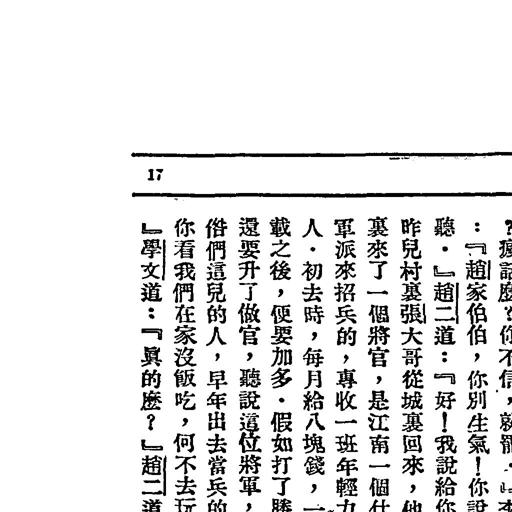 17
？瘋話麽？你不信，就龍．』李
：『趙家伯伯，你別生氣！你說
聽．』趙二道：『好！我說給你
昨兒村裏張大哥從城裏回來，他
裏來了一個將官，是江南一個什
軍派來招兵的，專收一班年輕力
人．初去時，每月給八塊錢，一
載之後，便要加多．假如打了勝
還要升了做官，聽說這位將軍，
俗們這兒的人，早年出去當兵的
你看我們在家沒飯吃，何不去玩
』學文道：『眞的麽？』趙二道